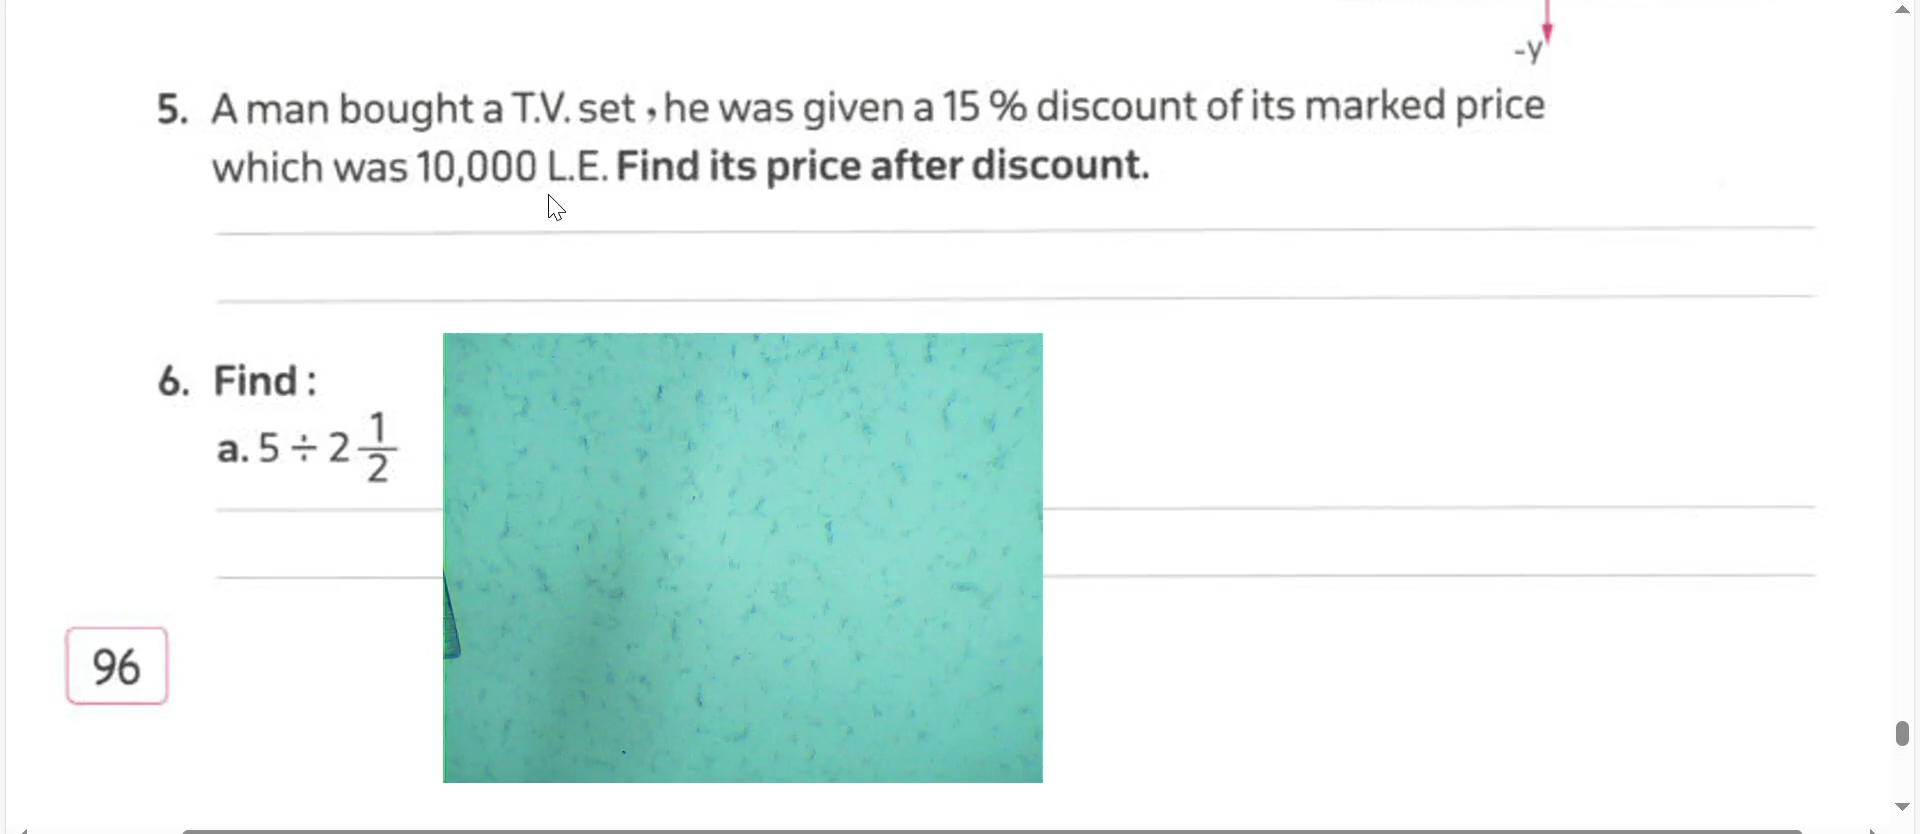 -y
5. A man bought a T.V. set , he was given a 15 % discount of its marked price
which was 10,000 L.E. Find its price after discount.
6. Find :
a. 5 ÷ 2 1/2
96